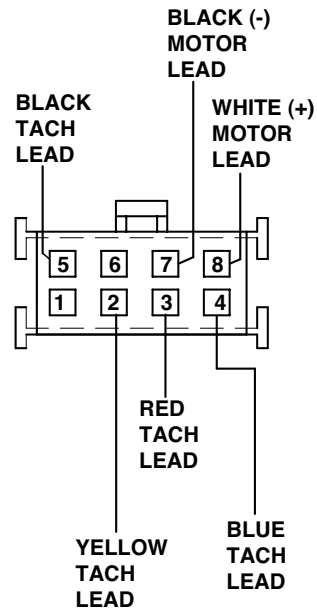 BLACK (-)
MOTOR
LEAD
BLACK
TACH
LEAD
WHITE (+)
MOTOR
LEAD
5 6 7 8
1 2 3 4
RED
TACH
LEAD
YELLOW
TACH
LEAD
BLUE
TACH
LEAD